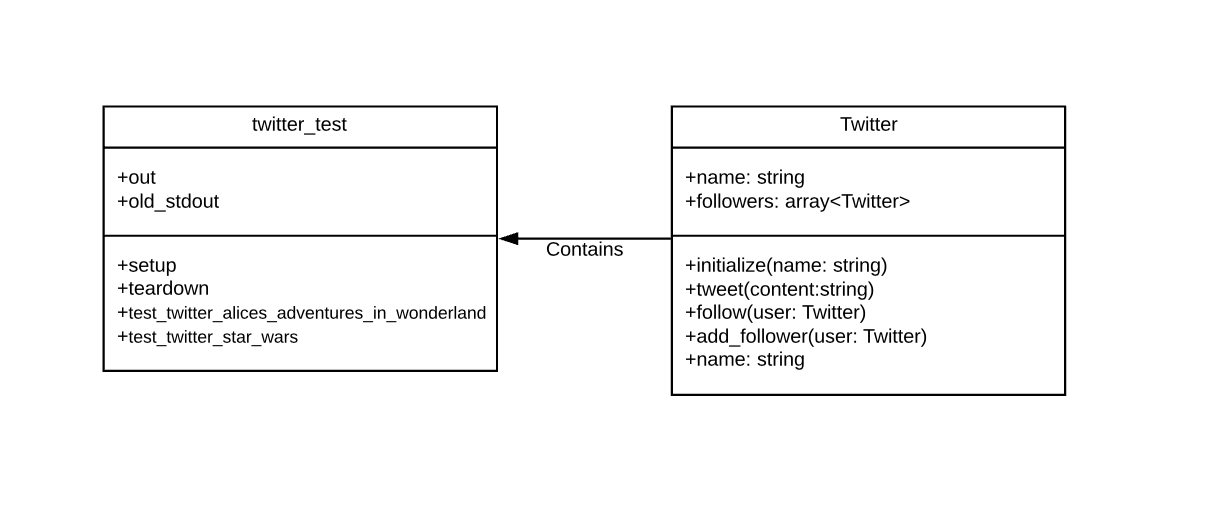 twitter_test
+out
+old_stdout
+setup
+teardown
+test_twitter_alices_adventures_in_wonderland
+test_twitter_star_wars
Contains
Twitter
+name: string
+followers: array<Twitter>
+initialize(name: string)
+tweet(content:string)
+follow(user: Twitter)
+add_follower(user: Twitter)
+name: string